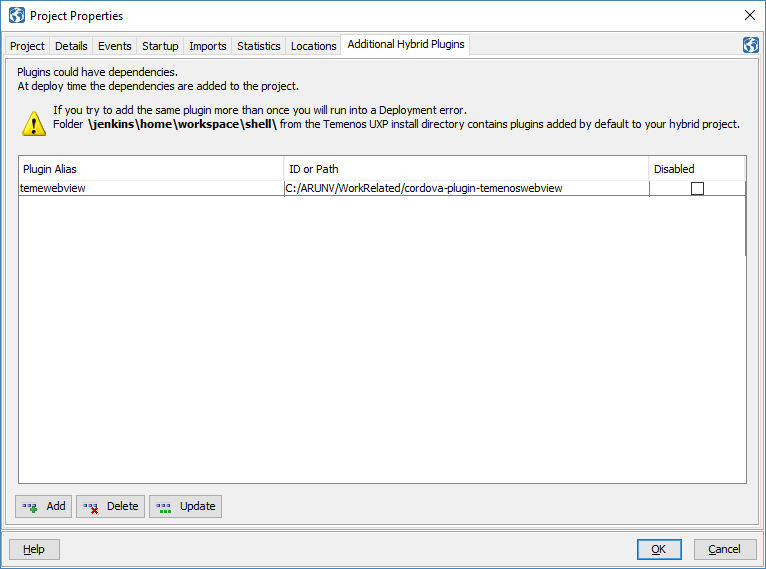 Project Properties
Project Details Events Startup Imports Statistics Locations Additional Hybrid Plugins
Plugins could have dependencies.
At deploy time the dependencies are added to the project.
If you try to add the same plugin more than once you will run into a Deployment error.
Folder \jenkins\home\workspace\shell\ from the Temenos UXP install directory contains plugins added by default to your hybrid project.
Plugin Alias ID or Path Disabled
temewebview C:/ARUNV/WorkRelated/cordova-plugin-temenoswebview
Add Delete Update
Help OK Cancel